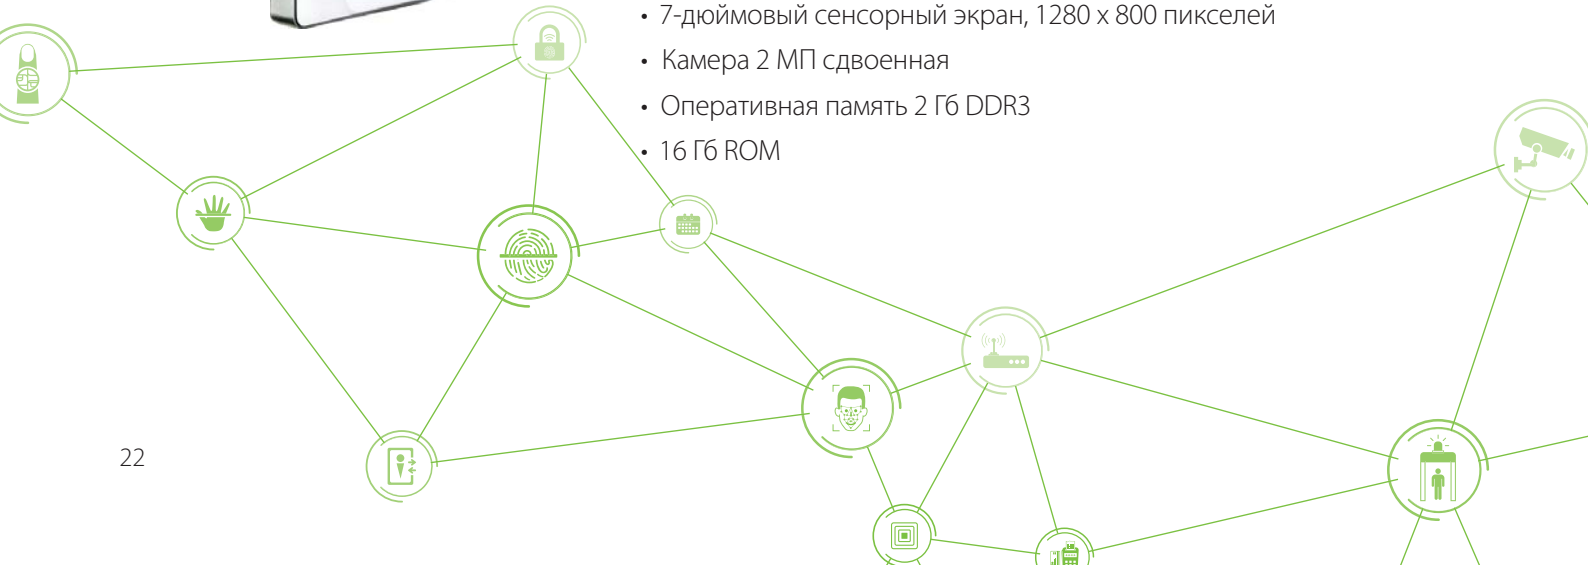 • 7-дюймовый сенсорный экран, 1280 x 800 пикселей
• Камера 2 МП сдвоенная
• Оперативная память 2 Гб DDR3
• 16 Гб ROM
22